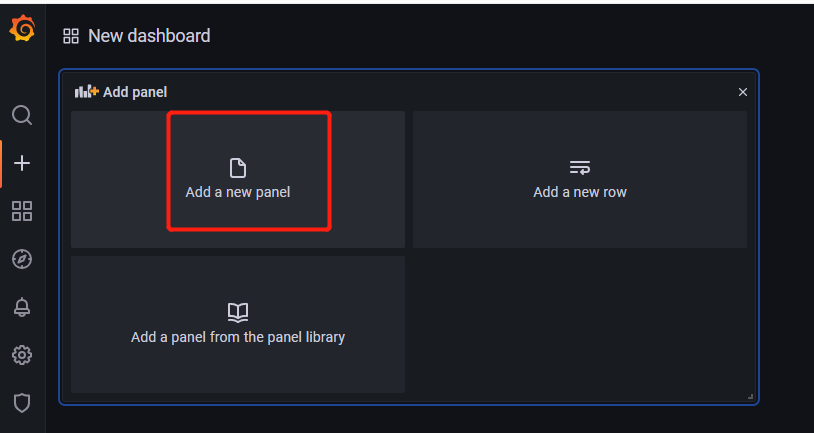 New dashboard
Add panel
Add a new panel
Add a new row
Add a panel from the panel library